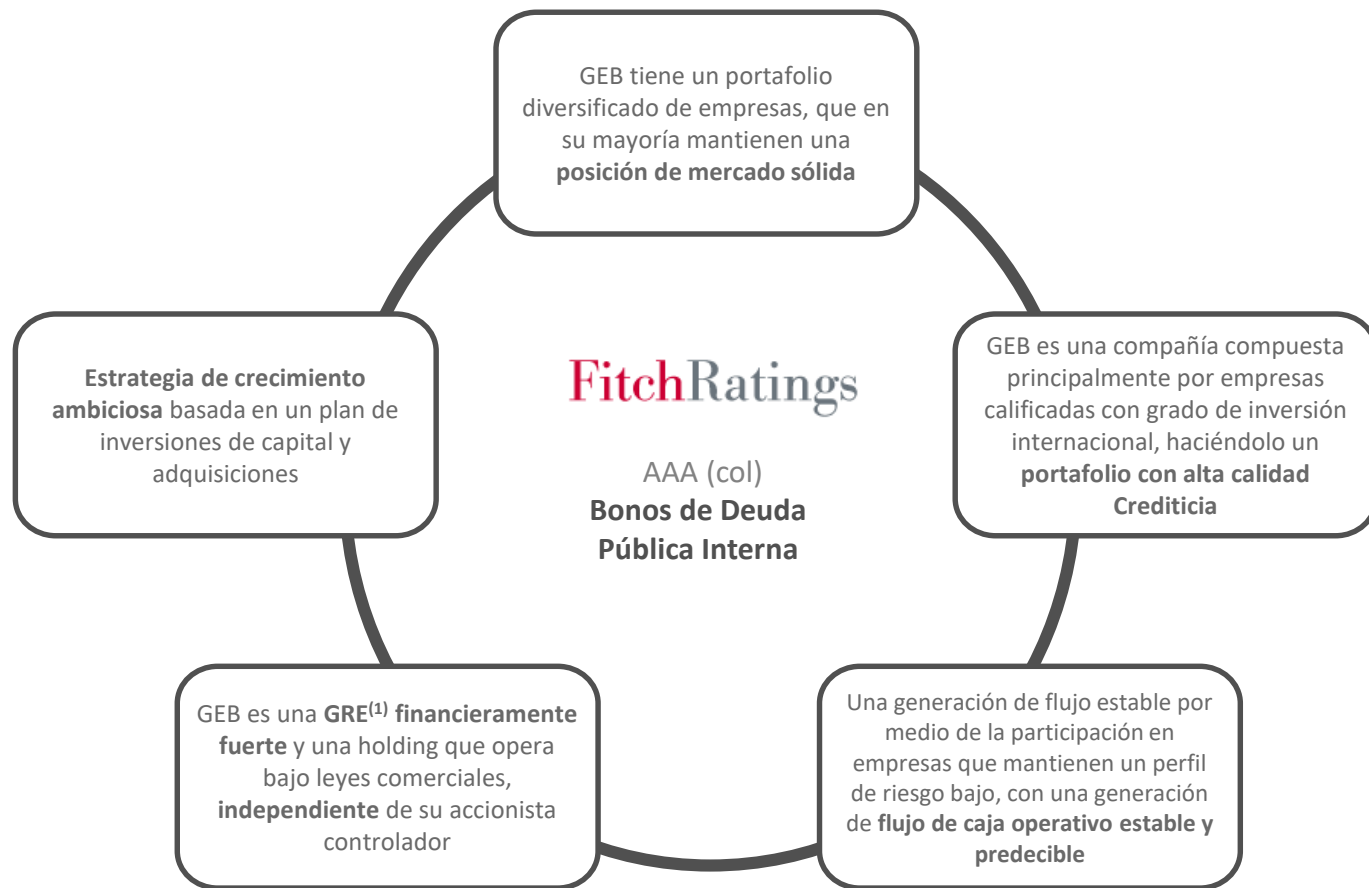 GEB tiene un portafolio
diversificado de empresas, que en
su mayoría mantienen una
posición de mercado sólida
Estrategia de crecimiento
ambiciosa basada en un plan de
inversiones de capital y
adquisiciones
FitchRatings
AAA (col)
Bonos de Deuda
Pública Interna
GEB es una compañía compuesta
principalmente por empresas
calificadas con grado de inversión
internacional, haciéndolo un
portafolio con alta calidad
Crediticia
GEB es una GRE(1) financieramente
fuerte y una holding que opera
bajo leyes comerciales,
independiente de su accionista
controlador
Una generación de flujo estable por
medio de la participación en
empresas que mantienen un perfil
de riesgo bajo, con una generación
de flujo de caja operativo estable y
predecible